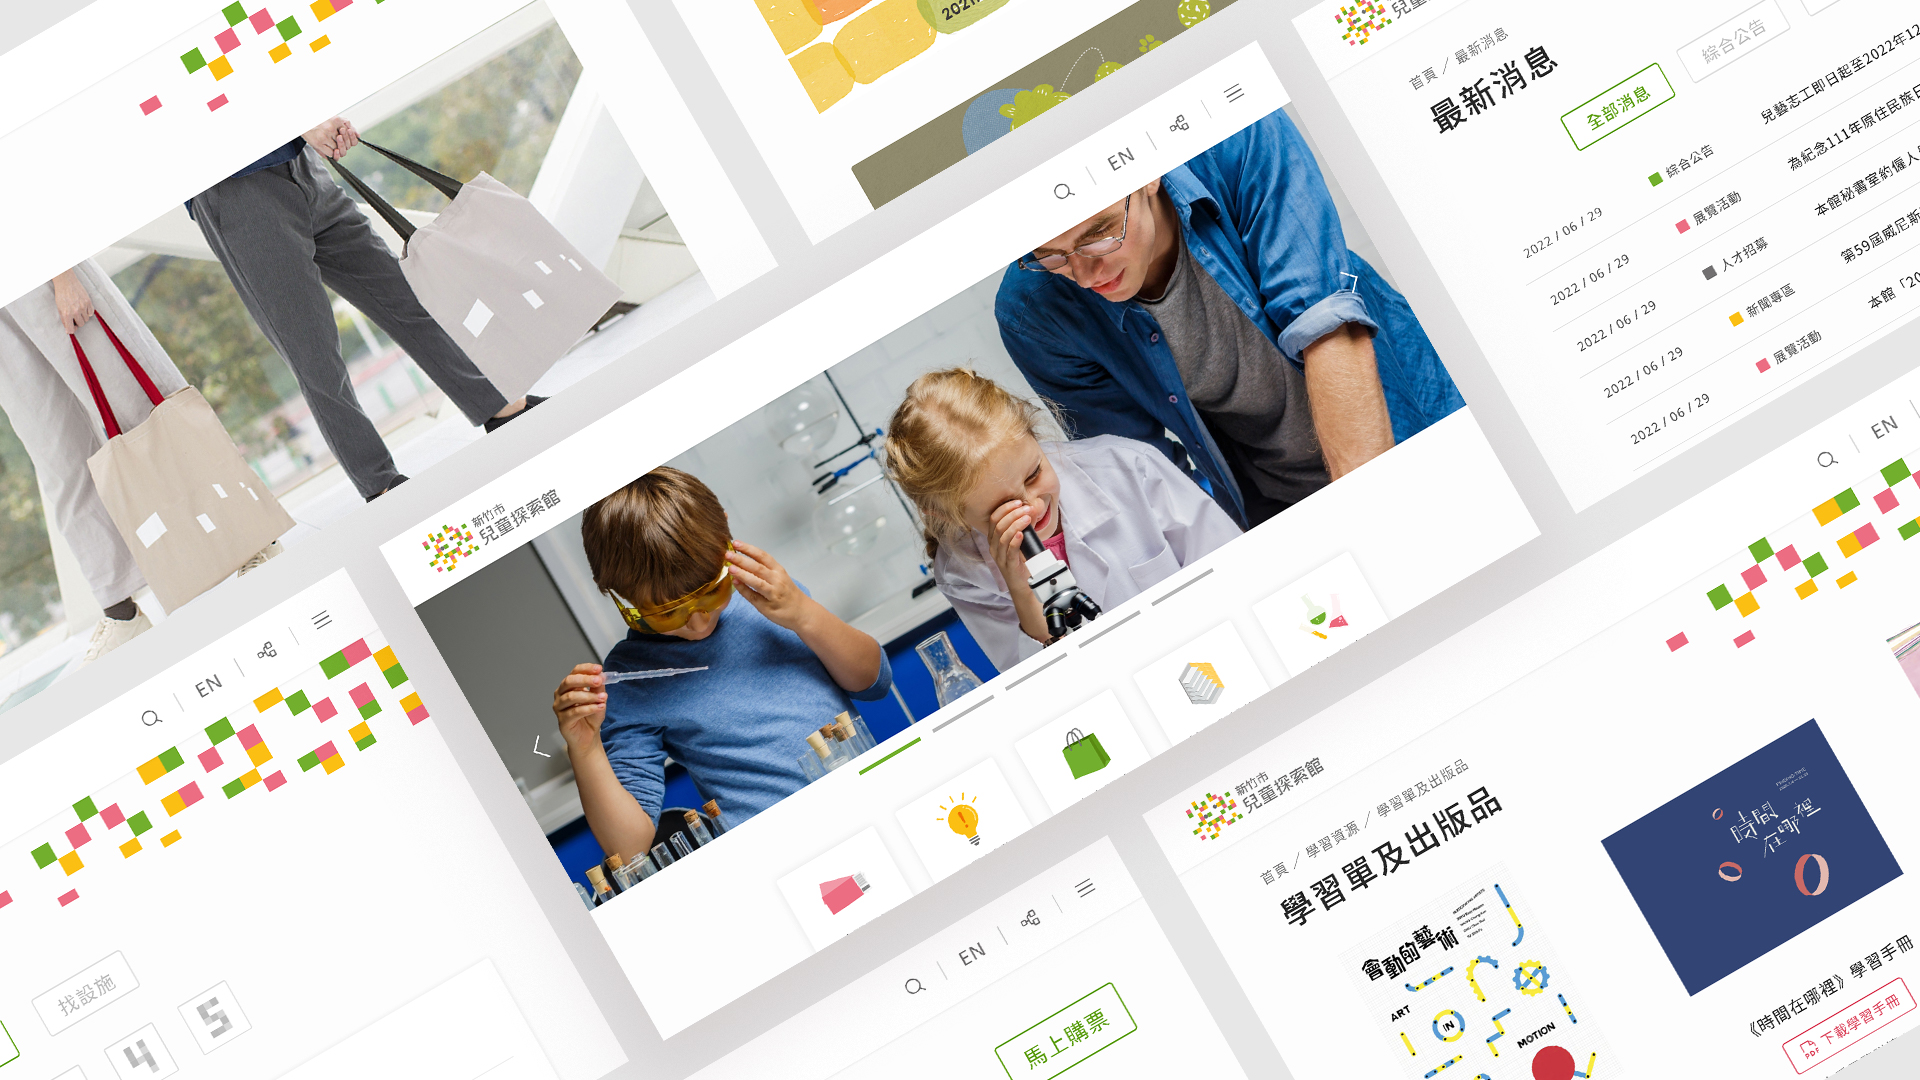 2021
EN
新竹市
兒童探索館
首頁 / 最新消息
最新消息
全部消息
綜合公告
2022 / 06 / 29
綜合公告
兒藝志工即日起至2022年12
2022 / 06 / 29
展覽活動
為紀念111年原住民族日
2022 / 06 / 29
人才招募
本館秘書室約僱人
2022 / 06 / 29
新聞專區
第59屆威尼斯
2022 / 06 / 29
展覽活動
本館「20
EN
找設施
4
5
EN
馬上購票
EN
新竹市
兒童探索館
首頁 / 學習資源 / 學習單及出版品
學習單及出版品
會動的藝術
ART
IN
MOTION
時間
在哪裡
《時間在哪裡》學習手冊
PDF
下載學習手冊